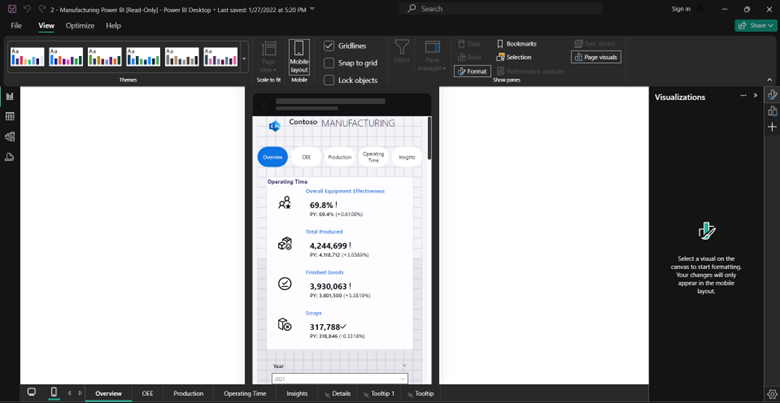 2 - Manufacturing Power BI [Read-Only] - Power BI Desktop • Last saved: 1/27/2022 at 5:20 PM
Search
Sign in
File
View
Optimize
Help
Share
Aa
Aa
Aa
Aa
Aa
Aa
Themes
Page view
Scale to fit
Mobile layout
Mobile
Gridlines
Snap to grid
Lock objects
Filters
New manager
Data
Build
Format
Bookmarks
Selection
Performance analyzer
Sync slicers
Page visuals
Show panes
Visualizations
Contoso MANUFACTURING
Overview
OEE
Production
Operating Time
Insights
Operating Time
Overall Equipment Effectiveness
69.8% !
PY: 69.4% (+0.6109%)
Total Produced
4,244,699 !
PY: 4,118,712 (+3.0589%)
Finished Goods
3,930,063 !
PY: 3,801,500 (+3.3819%)
Scraps
317,788✓
PY: 318,846 (-0.3318%)
Year
2021
Select a visual on the
canvas to start formatting.
Your changes will only
appear in the mobile
layout.
Overview
OEE
Production
Operating Time
Insights
Details
Tooltip 1
Tooltip